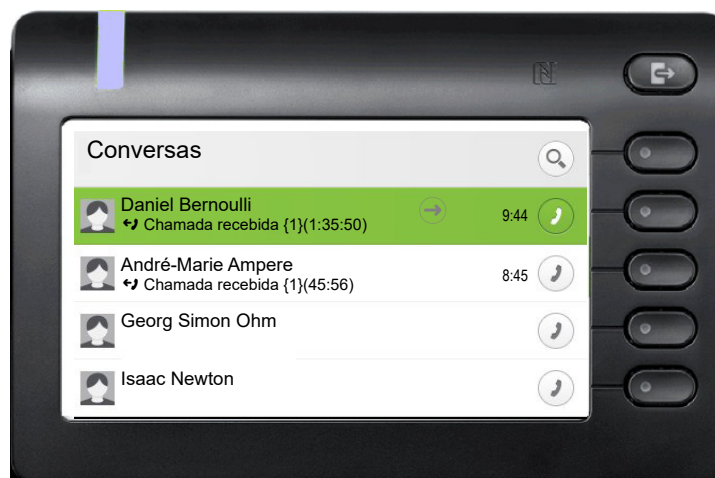 Conversas
Daniel Bernoulli
Chamada recebida {1}(1:35:50)
9:44
André-Marie Ampere
Chamada recebida {1}(45:56)
8:45
Georg Simon Ohm
Isaac Newton